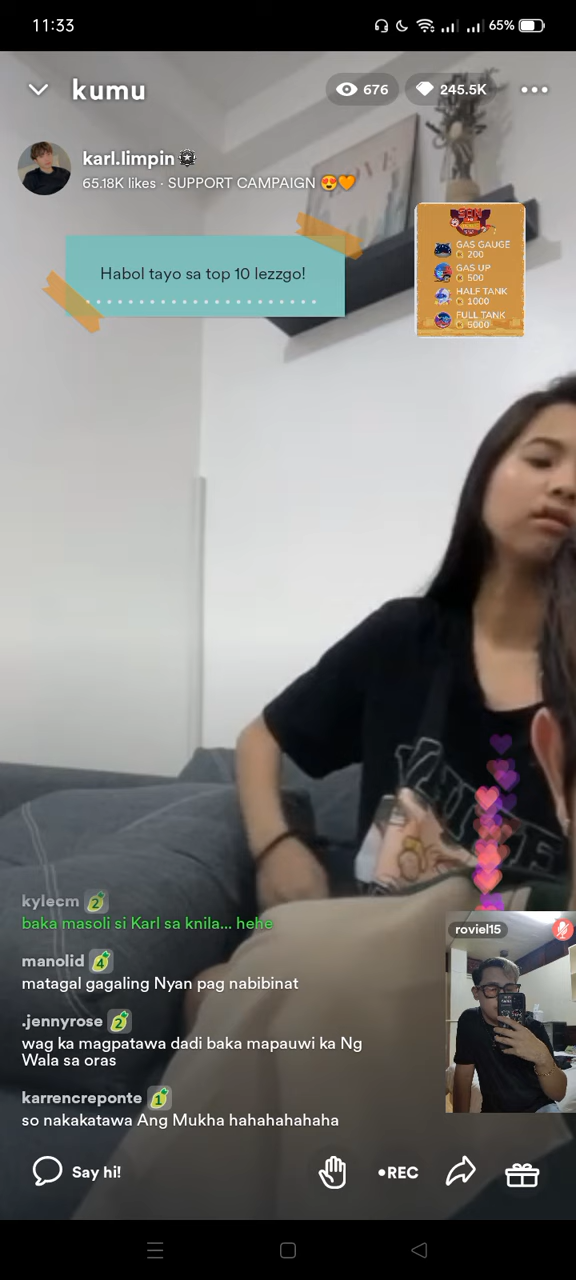 11:33
65%
kumu
676
245.5K
karl.limpin
65.18K likes · SUPPORT CAMPAIGN 😍🧡
Habol tayo sa top 10 lezzgo!
GAS GAUGE
200
GAS UP
500
HALF TANK
1000
FULL TANK
5000
kylecm 2
baka masoli si Karl sa knila... hehe
manolid 4
matagal gagaling Nyan pag nabibinat
.jennyrose 2
wag ka magpatawa dadi baka mapauwi ka Ng
Wala sa oras
karrencreponte 1
so nakakatawa Ang Mukha hahahahahaha
roviel15
Say hi!
•REC